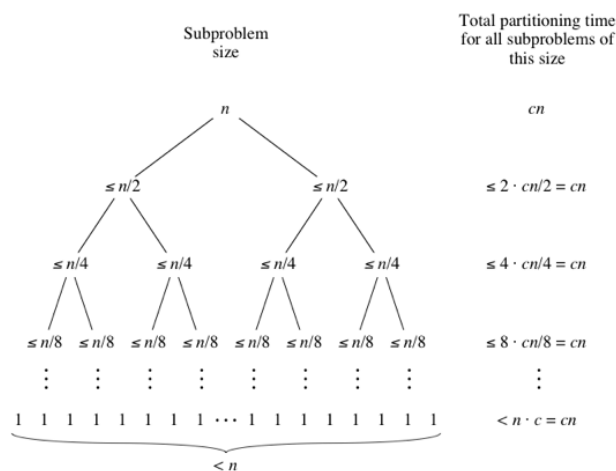 Subproblem
size
Total partitioning time
for all subproblems of
this size
n
cn
≤ n/2 ≤ n/2
≤ 2 · cn/2 = cn
≤ n/4 ≤ n/4 ≤ n/4 ≤ n/4
≤ 4 · cn/4 = cn
≤ n/8 ≤ n/8 ≤ n/8 ≤ n/8 ≤ n/8 ≤ n/8 ≤ n/8 ≤ n/8
≤ 8 · cn/8 = cn
⋮ ⋮ ⋮ ⋮ ⋮ ⋮ ⋮ ⋮
⋮
1 1 1 1 1 1 1 1 ⋯ 1 1 1 1 1 1 1 1
< n · c = cn
< n